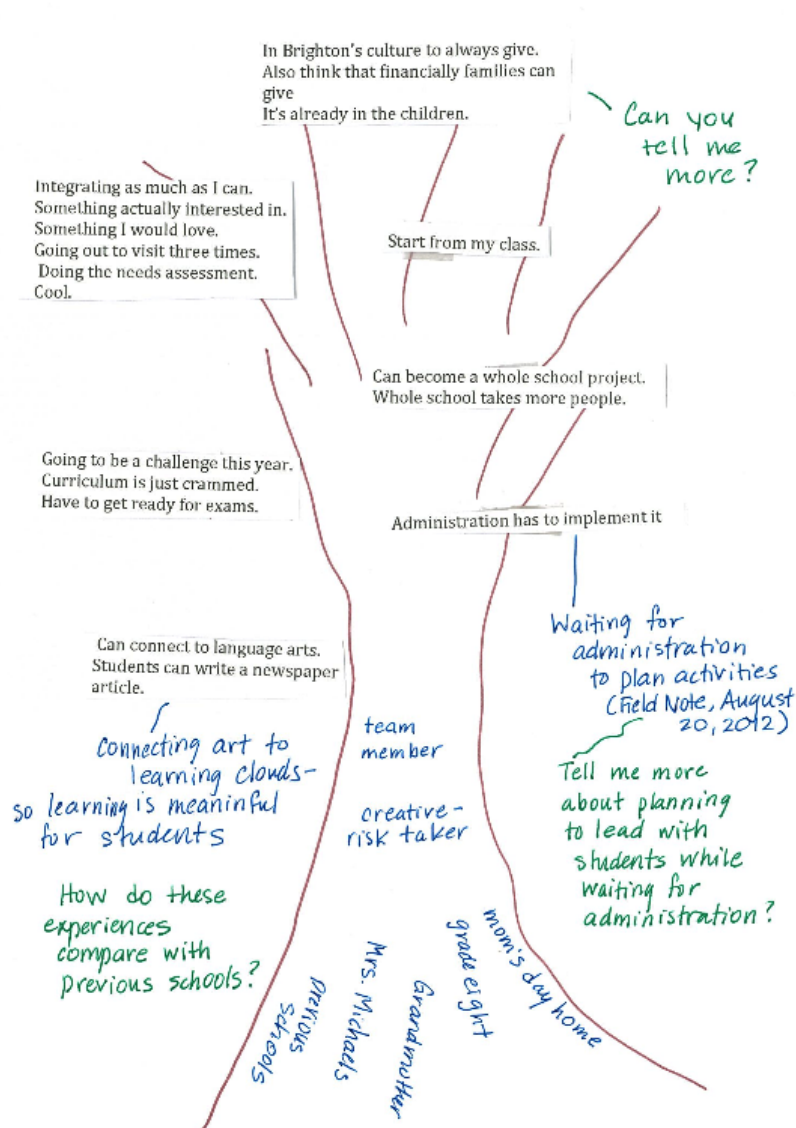 In Brighton's culture to always give.
Also think that financially families can
give
It's already in the children.
Can you
tell me
more?
Integrating as much as I can.
Something actually interested in.
Something I would love.
Going out to visit three times.
Doing the needs assessment.
Cool.
Start from my class.
Can become a whole school project.
Whole school takes more people.
Going to be a challenge this year.
Curriculum is just crammed.
Have to get ready for exams.
Administration has to implement it
Waiting for
administration
to plan activities
(Field Note, August
20, 2012)
Can connect to language arts.
Students can write a newspaper
article.
Connecting art to
learning clouds-
so learning is meaninful
for students
team
member
creative-
risk taker
Tell me more
about planning
to lead with
students while
waiting for
administration?
How do these
experiences
compare with
previous schools?
previous
schools
Mrs. Michaels
Grandmother
grade eight
mom's day home